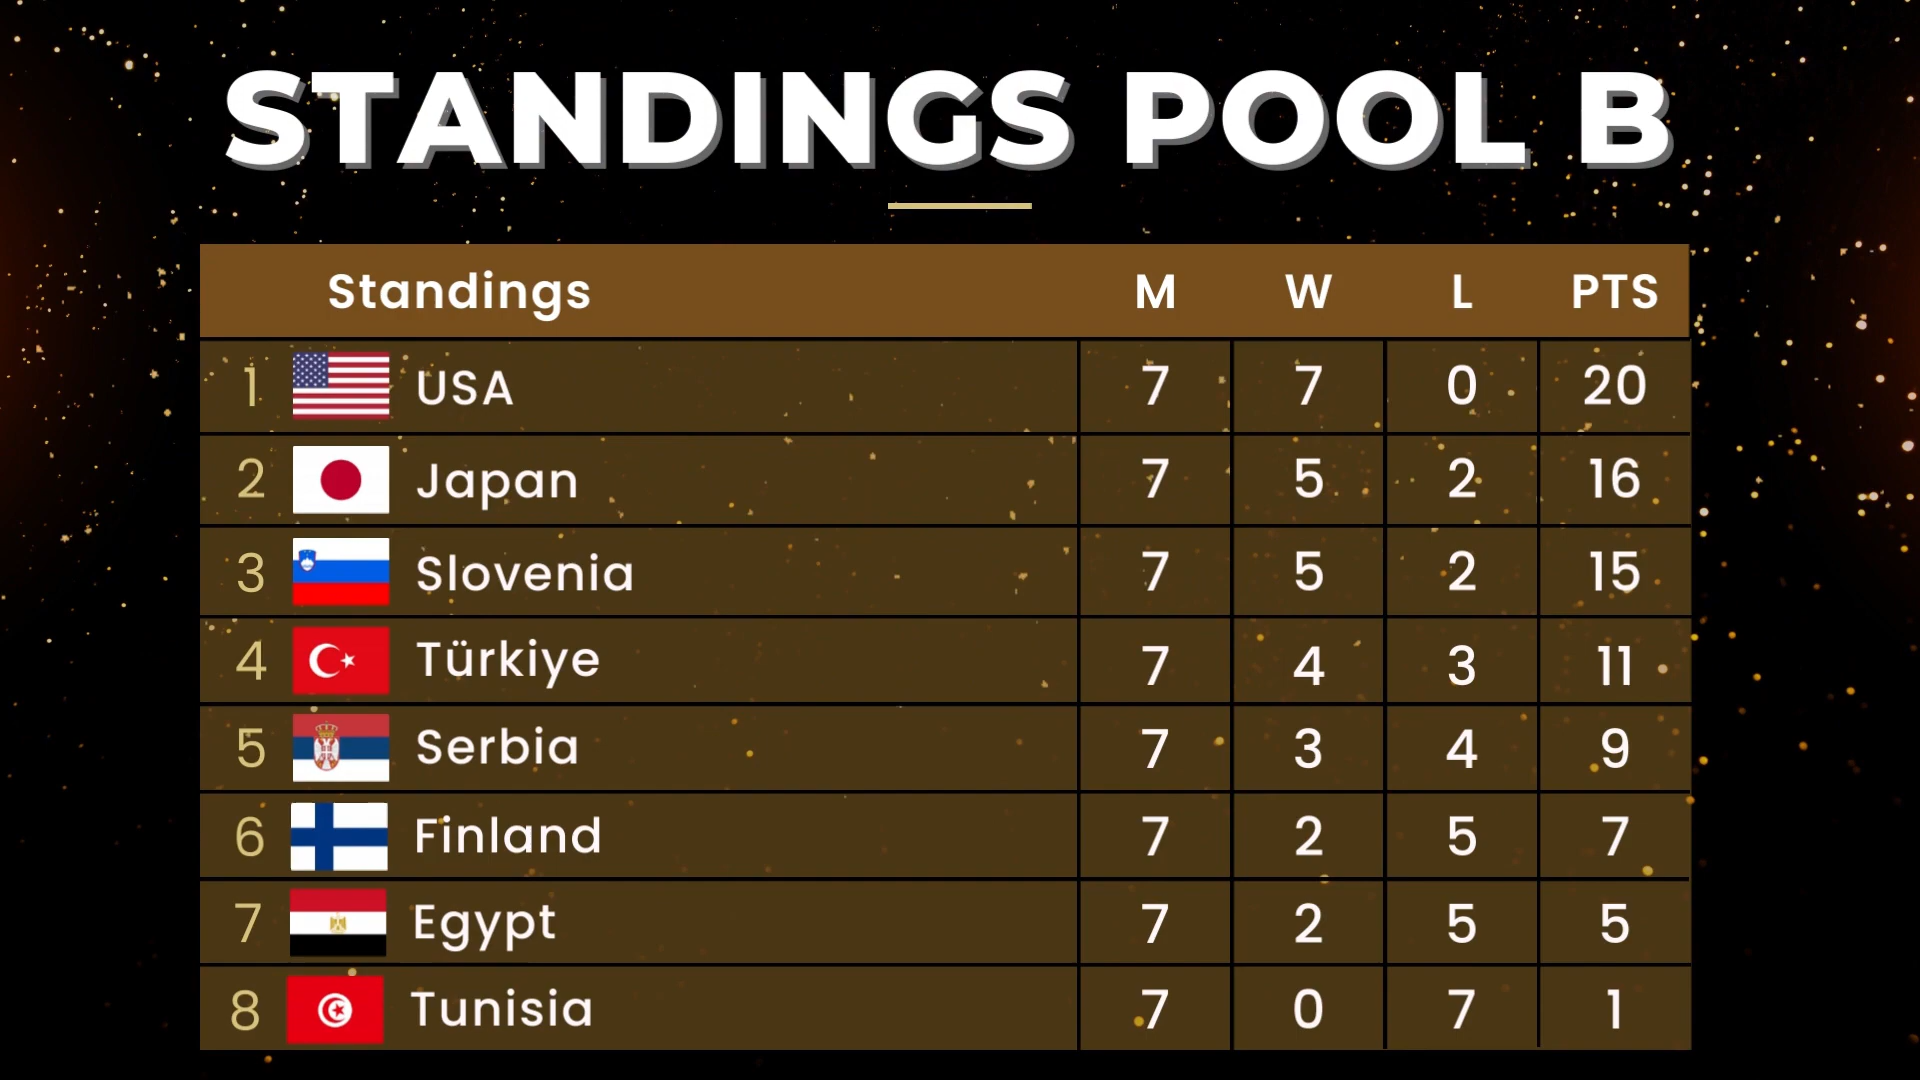 STANDINGS POOL B
Standings M W L PTS
1 USA 7 7 0 20
2 Japan 7 5 2 16
3 Slovenia 7 5 2 15
4 Türkiye 7 4 3 11
5 Serbia 7 3 4 9
6 Finland 7 2 5 7
7 Egypt 7 2 5 5
8 Tunisia 7 0 7 1